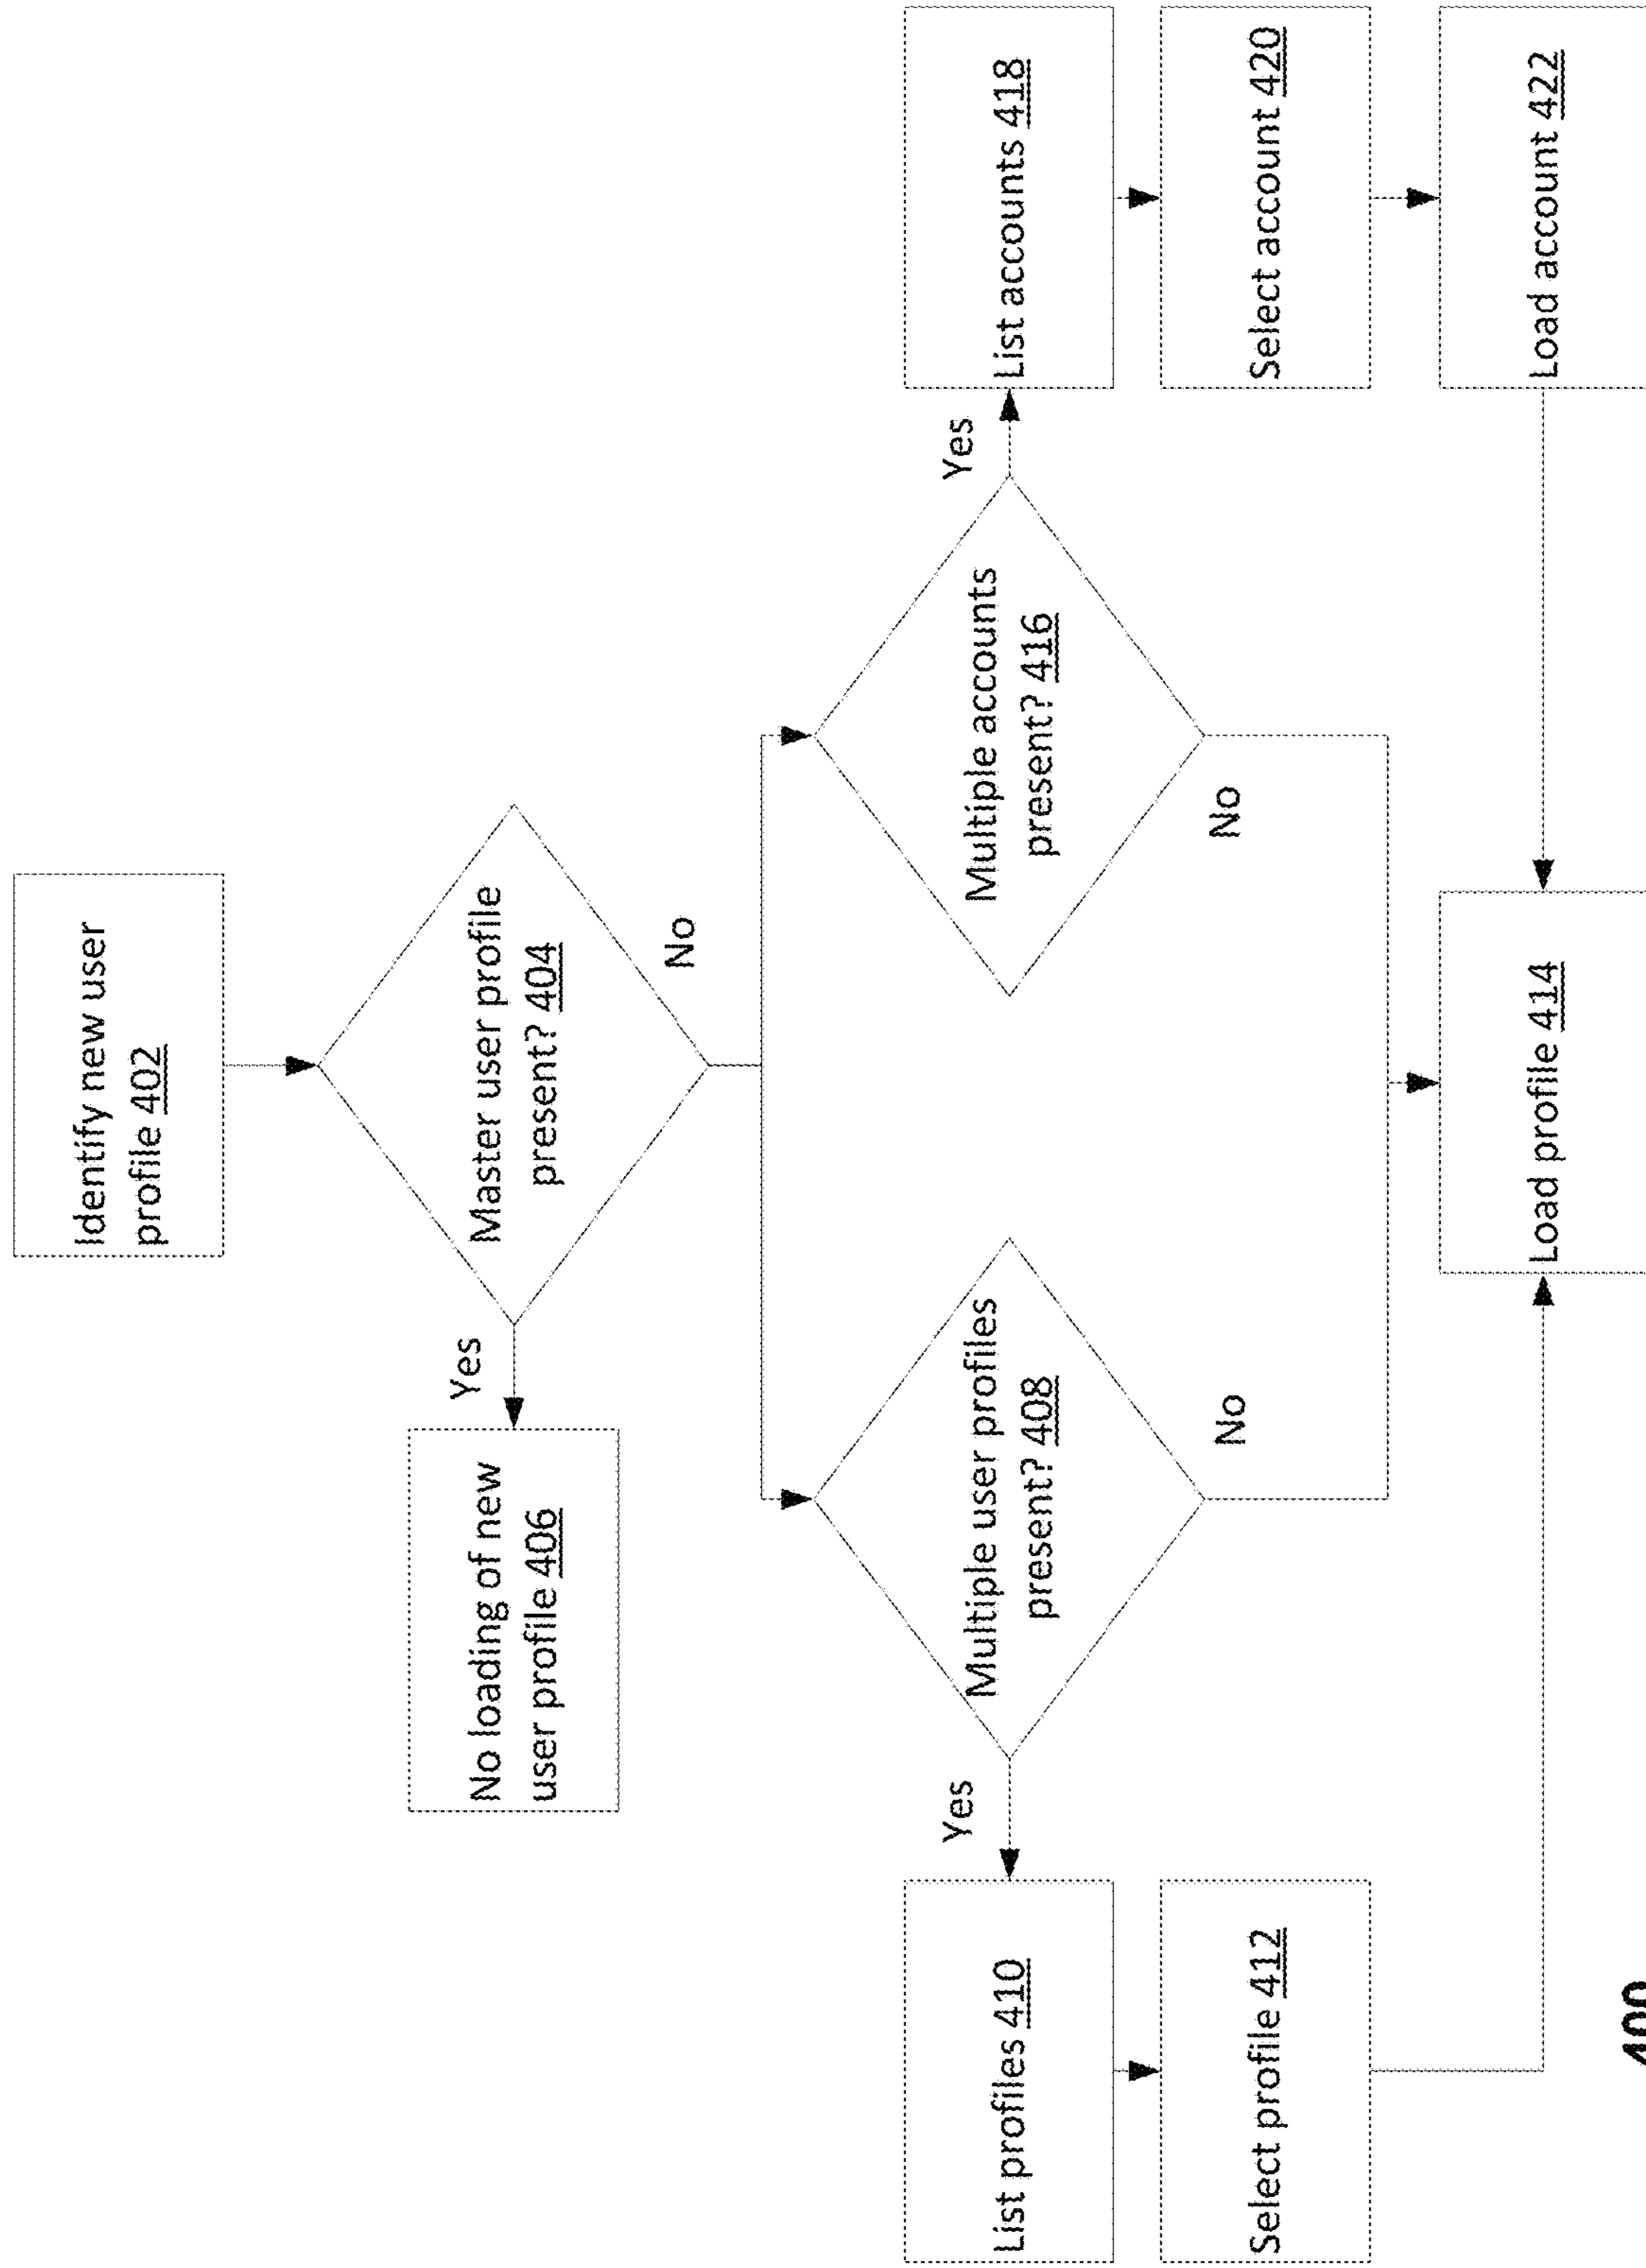 Identify new user
profile 402
Master user profile
present? 404
Yes
No
No loading of new
user profile 406
Multiple user profiles
present? 408
Yes
No
Multiple accounts
present? 416
Yes
No
List profiles 410
Select profile 412
List accounts 418
Select account 420
Load account 422
Load profile 414
400